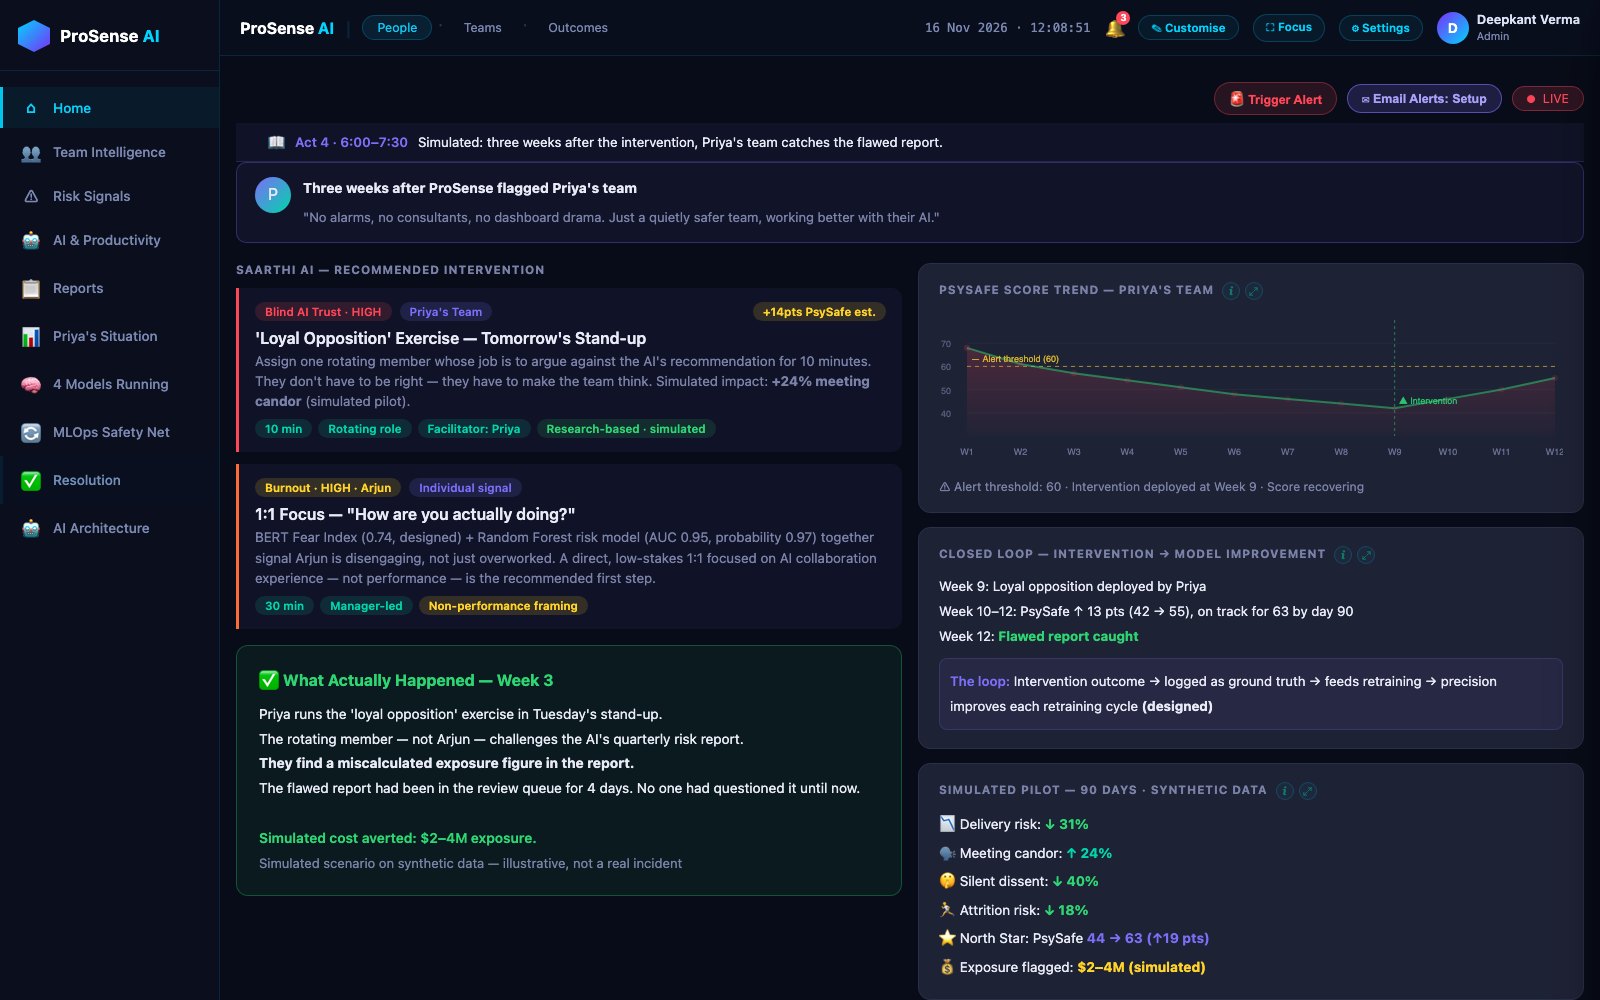 ProSense AI
Home
Team Intelligence
Risk Signals
AI & Productivity
Reports
Priya's Situation
4 Models Running
MLOps Safety Net
Resolution
AI Architecture
ProSense AI
People
Teams
Outcomes
16 Nov 2026 · 12:08:51
3
Customise
Focus
Settings
D
Deepkant Verma
Admin
Trigger Alert
Email Alerts: Setup
LIVE
Act 4 · 6:00–7:30 Simulated: three weeks after the intervention, Priya's team catches the flawed report.
P
Three weeks after ProSense flagged Priya's team
"No alarms, no consultants, no dashboard drama. Just a quietly safer team, working better with their AI."
SAARTHI AI — RECOMMENDED INTERVENTION
Blind AI Trust · HIGH
Priya's Team
+14pts PsySafe est.
'Loyal Opposition' Exercise — Tomorrow's Stand-up
Assign one rotating member whose job is to argue against the AI's recommendation for 10 minutes.
They don't have to be right — they have to make the team think. Simulated impact: +24% meeting
candor (simulated pilot).
10 min
Rotating role
Facilitator: Priya
Research-based · simulated
Burnout · HIGH · Arjun
Individual signal
1:1 Focus — "How are you actually doing?"
BERT Fear Index (0.74, designed) + Random Forest risk model (AUC 0.95, probability 0.97) together
signal Arjun is disengaging, not just overworked. A direct, low-stakes 1:1 focused on AI collaboration
experience — not performance — is the recommended first step.
30 min
Manager-led
Non-performance framing
✅ What Actually Happened — Week 3
Priya runs the 'loyal opposition' exercise in Tuesday's stand-up.
The rotating member — not Arjun — challenges the AI's quarterly risk report.
They find a miscalculated exposure figure in the report.
The flawed report had been in the review queue for 4 days. No one had questioned it until now.
Simulated cost averted: $2–4M exposure.
Simulated scenario on synthetic data — illustrative, not a real incident
PSYSAFE SCORE TREND — PRIYA'S TEAM
i
70
60
50
40
— Alert threshold (60)
▲ Intervention
W1 W2 W3 W4 W5 W6 W7 W8 W9 W10 W11 W12
⚠ Alert threshold: 60 · Intervention deployed at Week 9 · Score recovering
CLOSED LOOP — INTERVENTION → MODEL IMPROVEMENT
i
Week 9: Loyal opposition deployed by Priya
Week 10–12: PsySafe ↑ 13 pts (42 → 55), on track for 63 by day 90
Week 12: Flawed report caught
The loop: Intervention outcome → logged as ground truth → feeds retraining → precision
improves each retraining cycle (designed)
SIMULATED PILOT — 90 DAYS · SYNTHETIC DATA
i
Delivery risk: ↓ 31%
Meeting candor: ↑ 24%
Silent dissent: ↓ 40%
Attrition risk: ↓ 18%
North Star: PsySafe 44 → 63 (↑19 pts)
Exposure flagged: $2–4M (simulated)